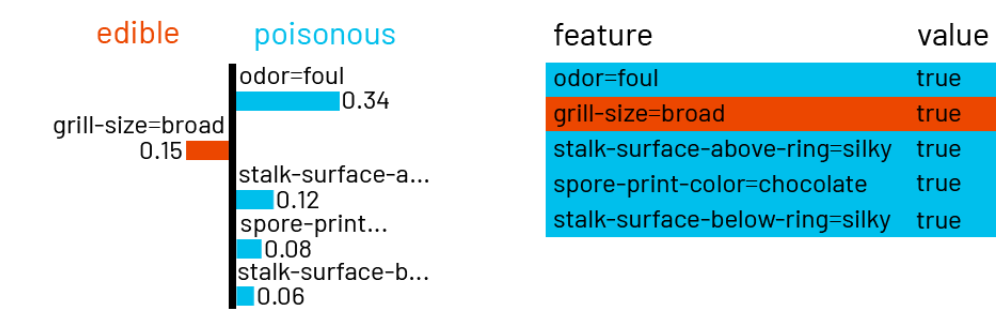 edible poisonous
odor=foul
0.34
grill-size=broad
0.15
stalk-surface-a...
0.12
spore-print...
0.08
stalk-surface-b...
0.06
feature value
odor=foul true
grill-size=broad true
stalk-surface-above-ring=silky true
spore-print-color=chocolate true
stalk-surface-below-ring=silky true